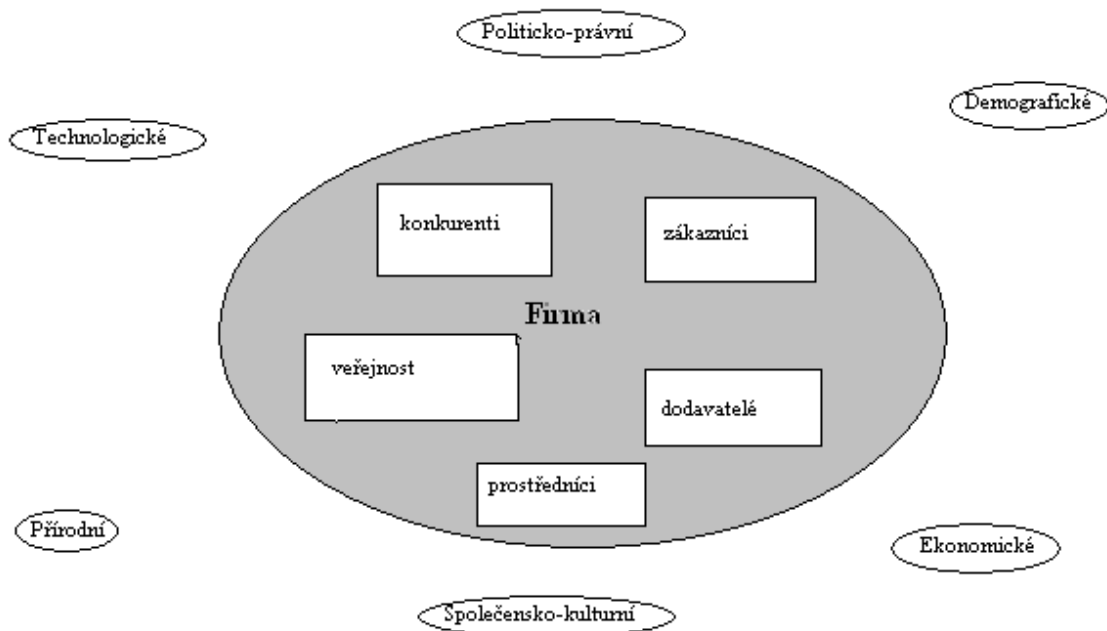 Politicko-právní
Demografické
Technologické
konkurenti
zákazníci
Firma
veřejnost
dodavatelé
prostředníci
Přírodní
Ekonomické
Společensko-kulturní